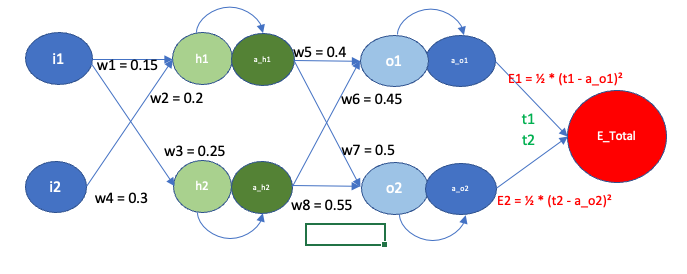 i1
w1 = 0.15
h1
a_h1
w5 = 0.4
o1
a_o1
E1 = ½ * (t1 - a_o1)²
w2 = 0.2
w6 = 0.45
t1
t2
E_Total
w3 = 0.25
w7 = 0.5
i2
w4 = 0.3
h2
a_h2
w8 = 0.55
o2
a_o2
E2 = ½ * (t2 - a_o2)²